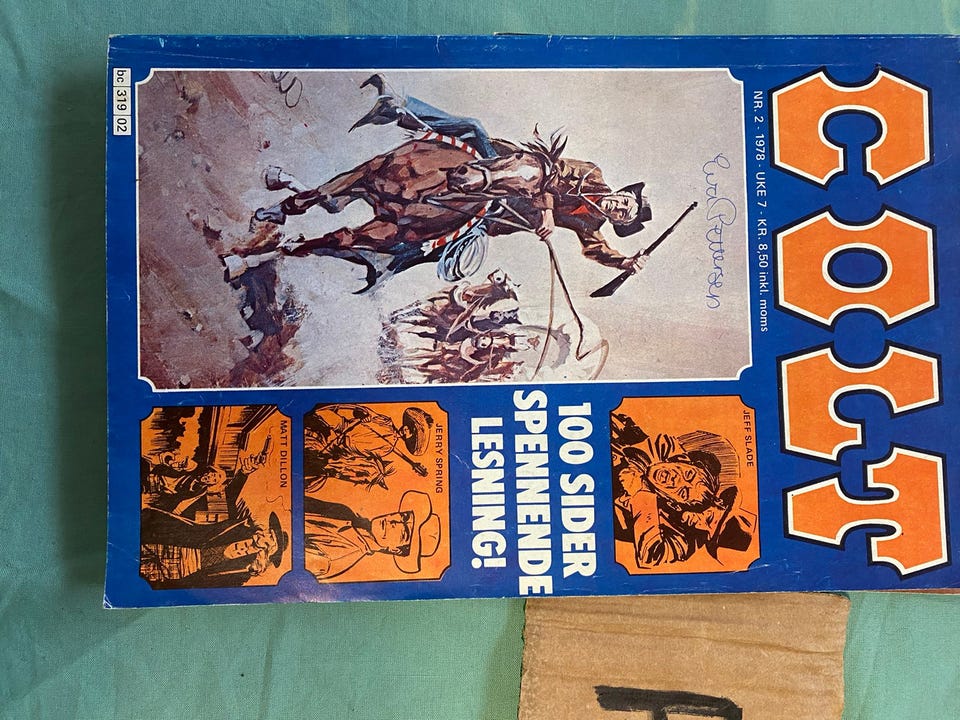 COLT
NR. 2 - 1978 - UKE 7 - KR. 8,50 inkl. moms
Pettersen
JEFF SLADE
100 SIDER
SPENNENDE
LESNING!
JERRY SPRING
MATT DILLON
bc 319 02